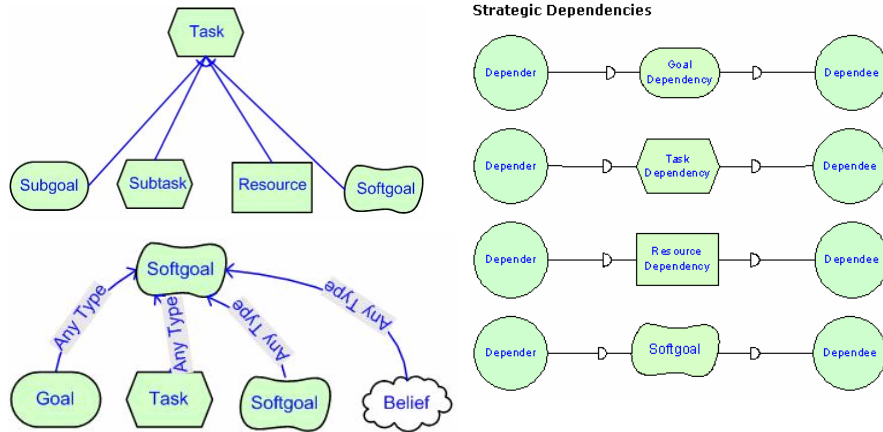 Task
Subgoal
Subtask
Resource
Softgoal
Softgoal
Any Type
Any Type
Any Type
Any Type
Goal
Task
Softgoal
Belief
Strategic Dependencies
Depender
Goal
Dependency
Dependee
Depender
Task
Dependency
Dependee
Depender
Resource
Dependency
Dependee
Depender
Softgoal
Dependee